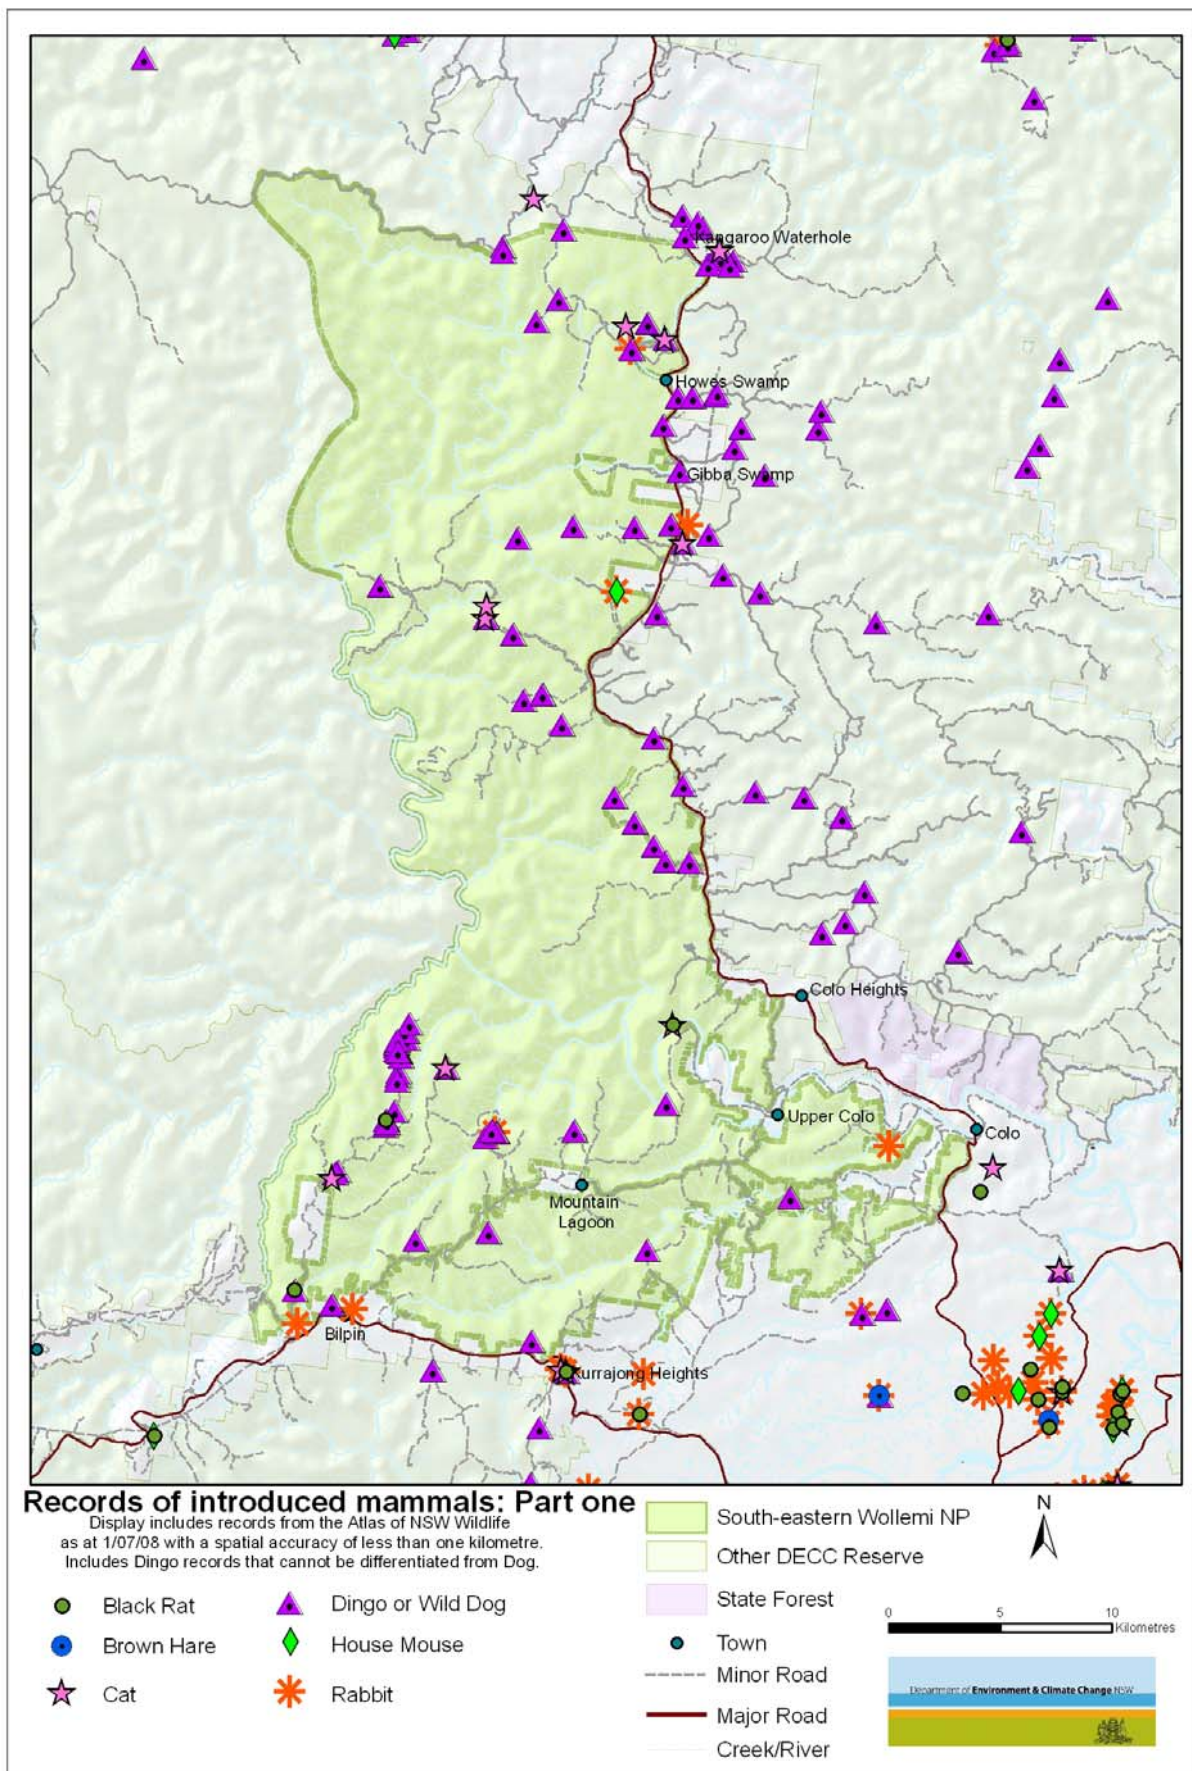 Kangaroo Waterhole
Howes Swamp
Gibba Swamp
Colo Heights
Upper Colo
Colo
Mountain
Lagoon
Bilpin
Kurrajong Heights
Records of introduced mammals: Part one
Display includes records from the Atlas of NSW Wildlife
as at 1/07/08 with a spatial accuracy of less than one kilometre.
Includes Dingo records that cannot be differentiated from Dog.
Black Rat
Dingo or Wild Dog
Brown Hare
House Mouse
Cat
Rabbit
South-eastern Wollemi NP
Other DECC Reserve
State Forest
Town
Minor Road
Major Road
Creek/River
N
0 5 10
Kilometres
Department of Environment & Climate Change NSW